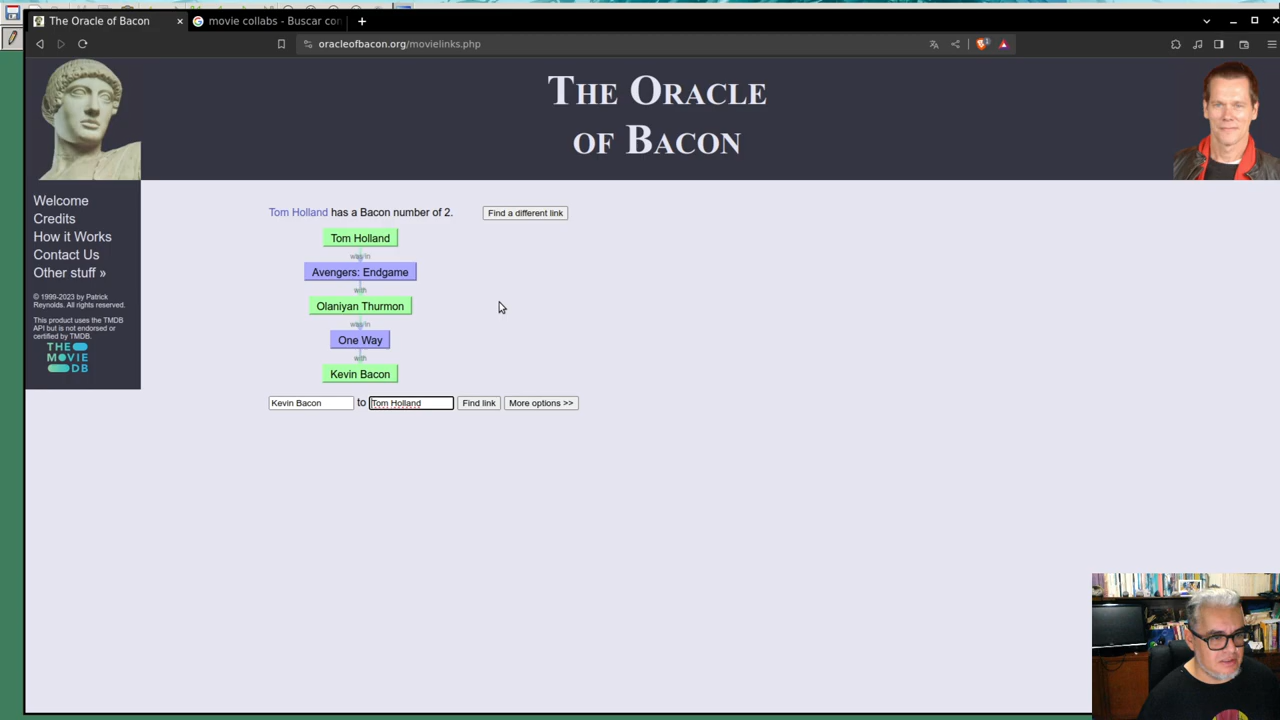 The Oracle of Bacon
movie collabs - Buscar con
oracleofbacon.org/movielinks.php
1
THE ORACLE
OF BACON
Welcome
Credits
How it Works
Contact Us
Other stuff »
© 1999-2023 by Patrick
Reynolds. All rights reserved.
This product uses the TMDB
API but is not endorsed or
certified by TMDB.
THE
MOVIE
DB
Tom Holland has a Bacon number of 2.
Find a different link
Tom Holland
was in
Avengers: Endgame
with
Olaniyan Thurmon
was in
One Way
with
Kevin Bacon
Kevin Bacon to Tom Holland Find link More options >>